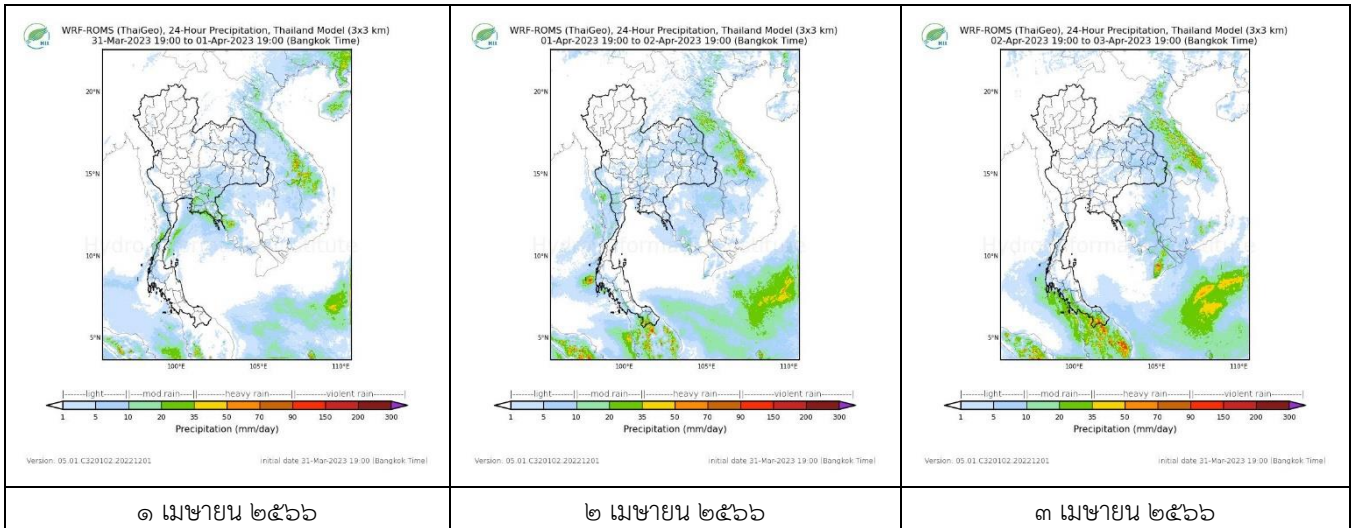 WRF-ROMS (ThaiGeo), 24-Hour Precipitation, Thailand Model (3x3 km)
31-Mar-2023 19:00 to 01-Apr-2023 19:00 (Bangkok Time)
20°N
15°N
10°N
5°N
100°E 105°E 110°E
|-------light-------||---mod rain---||-------heavy rain-------||-------violent rain-------|
1 5 10 20 35 50 70 90 150 200 300
Precipitation (mm/day)
Version: 05.01.C320102.20221201 initial date 31-Mar-2023 19:00 (Bangkok Time)
๑ เมษายน ๒๕๖๖
WRF-ROMS (ThaiGeo), 24-Hour Precipitation, Thailand Model (3x3 km)
01-Apr-2023 19:00 to 02-Apr-2023 19:00 (Bangkok Time)
20°N
15°N
10°N
5°N
100°E 105°E 110°E
|-------light-------||---mod rain---||-------heavy rain-------||-------violent rain-------|
1 5 10 20 35 50 70 90 150 200 300
Precipitation (mm/day)
Version: 05.01.C320102.20221201 initial date 31-Mar-2023 19:00 (Bangkok Time)
๒ เมษายน ๒๕๖๖
WRF-ROMS (ThaiGeo), 24-Hour Precipitation, Thailand Model (3x3 km)
02-Apr-2023 19:00 to 03-Apr-2023 19:00 (Bangkok Time)
20°N
15°N
10°N
5°N
100°E 105°E 110°E
|-------light-------||---mod rain---||-------heavy rain-------||-------violent rain-------|
1 5 10 20 35 50 70 90 150 200 300
Precipitation (mm/day)
Version: 05.01.C320102.20221201 initial date 31-Mar-2023 19:00 (Bangkok Time)
๓ เมษายน ๒๕๖๖